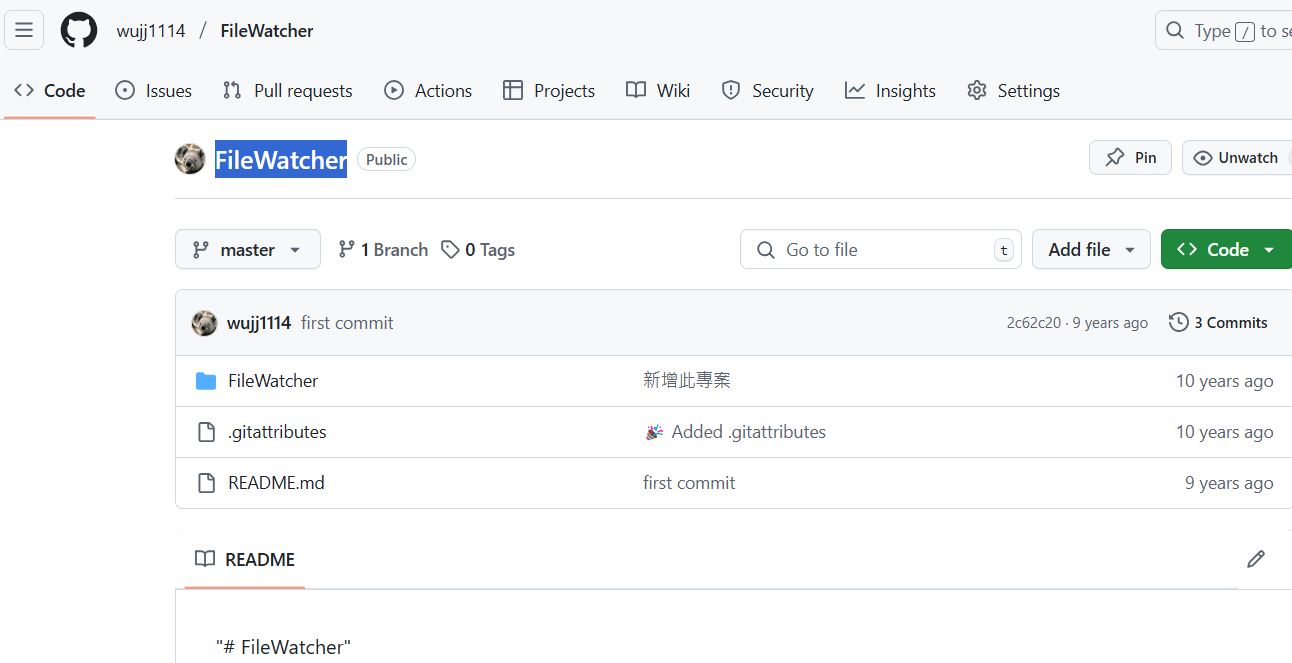 wujj1114 / FileWatcher
Type / to se
Code Issues Pull requests Actions Projects Wiki Security Insights Settings
FileWatcher Public Pin Unwatch
master 1 Branch 0 Tags Go to file t Add file Code
wujj1114 first commit 2c62c20 · 9 years ago 3 Commits
FileWatcher 新增此專案 10 years ago
.gitattributes 🎉 Added .gitattributes 10 years ago
README.md first commit 9 years ago
README
"# FileWatcher"